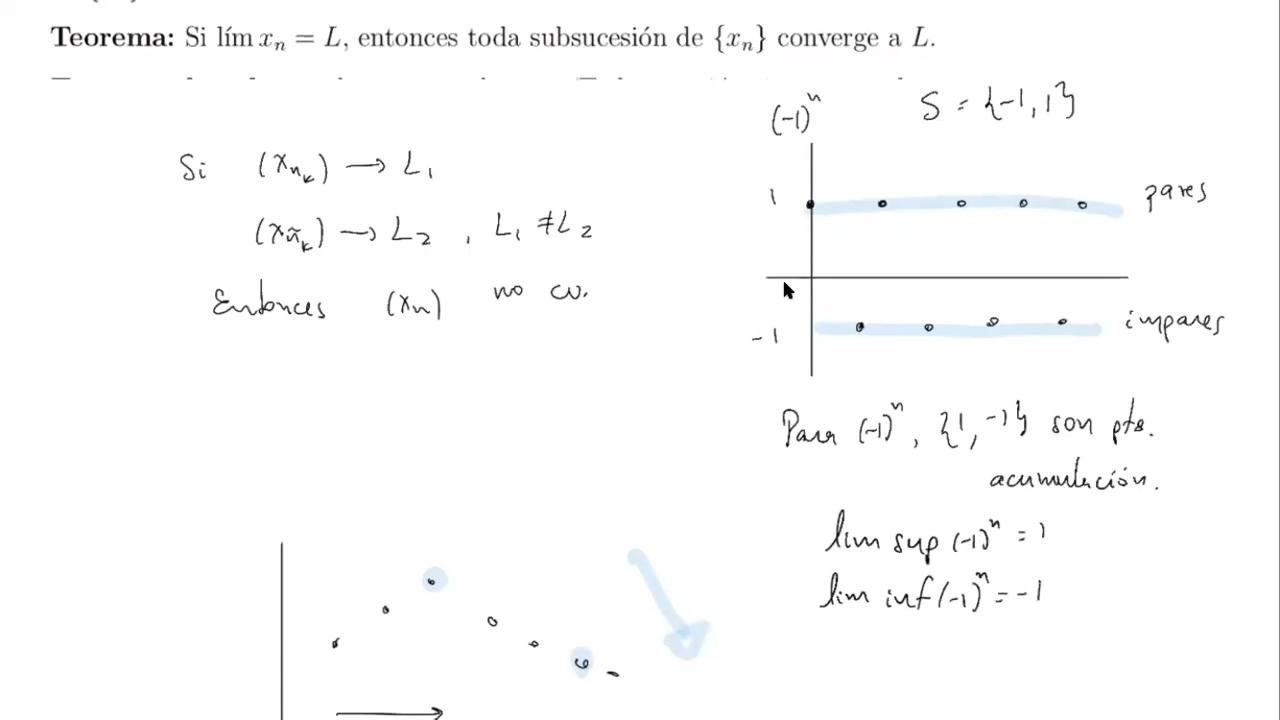 Teorema: Si lím xₙ = L, entonces toda subsucesión de {xₙ} converge a L.
Si (xₙₖ) → L₁
(xñₖ) → L₂ , L₁ ≠ L₂
Entonces (xₙ) no cv.
(-1)ⁿ S = {-1, 1}
1 pares
-1 impares
Para (-1)ⁿ, {1, -1} son pts.
acumulación.
lim sup (-1)ⁿ = 1
lim inf (-1)ⁿ = -1